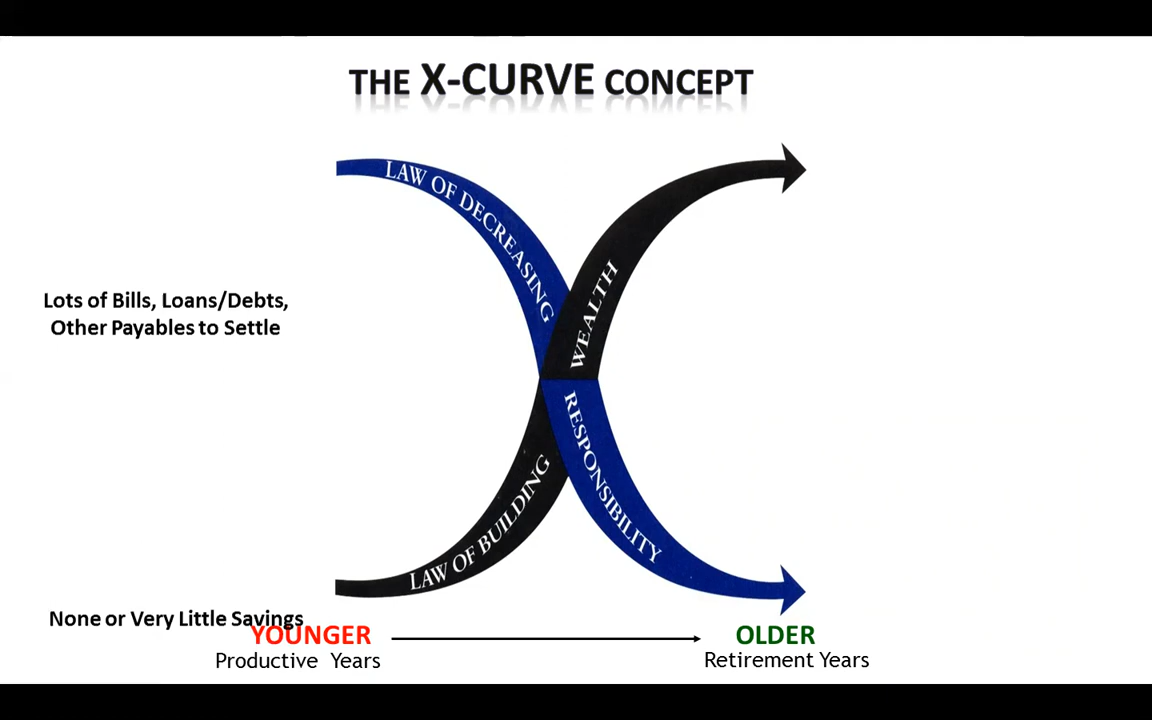 THE X-CURVE CONCEPT
LAW OF DECREASING
WEALTH
Lots of Bills, Loans/Debts,
Other Payables to Settle
RESPONSIBILITY
LAW OF BUILDING
None or Very Little Savings
YOUNGER
OLDER
Productive Years
Retirement Years